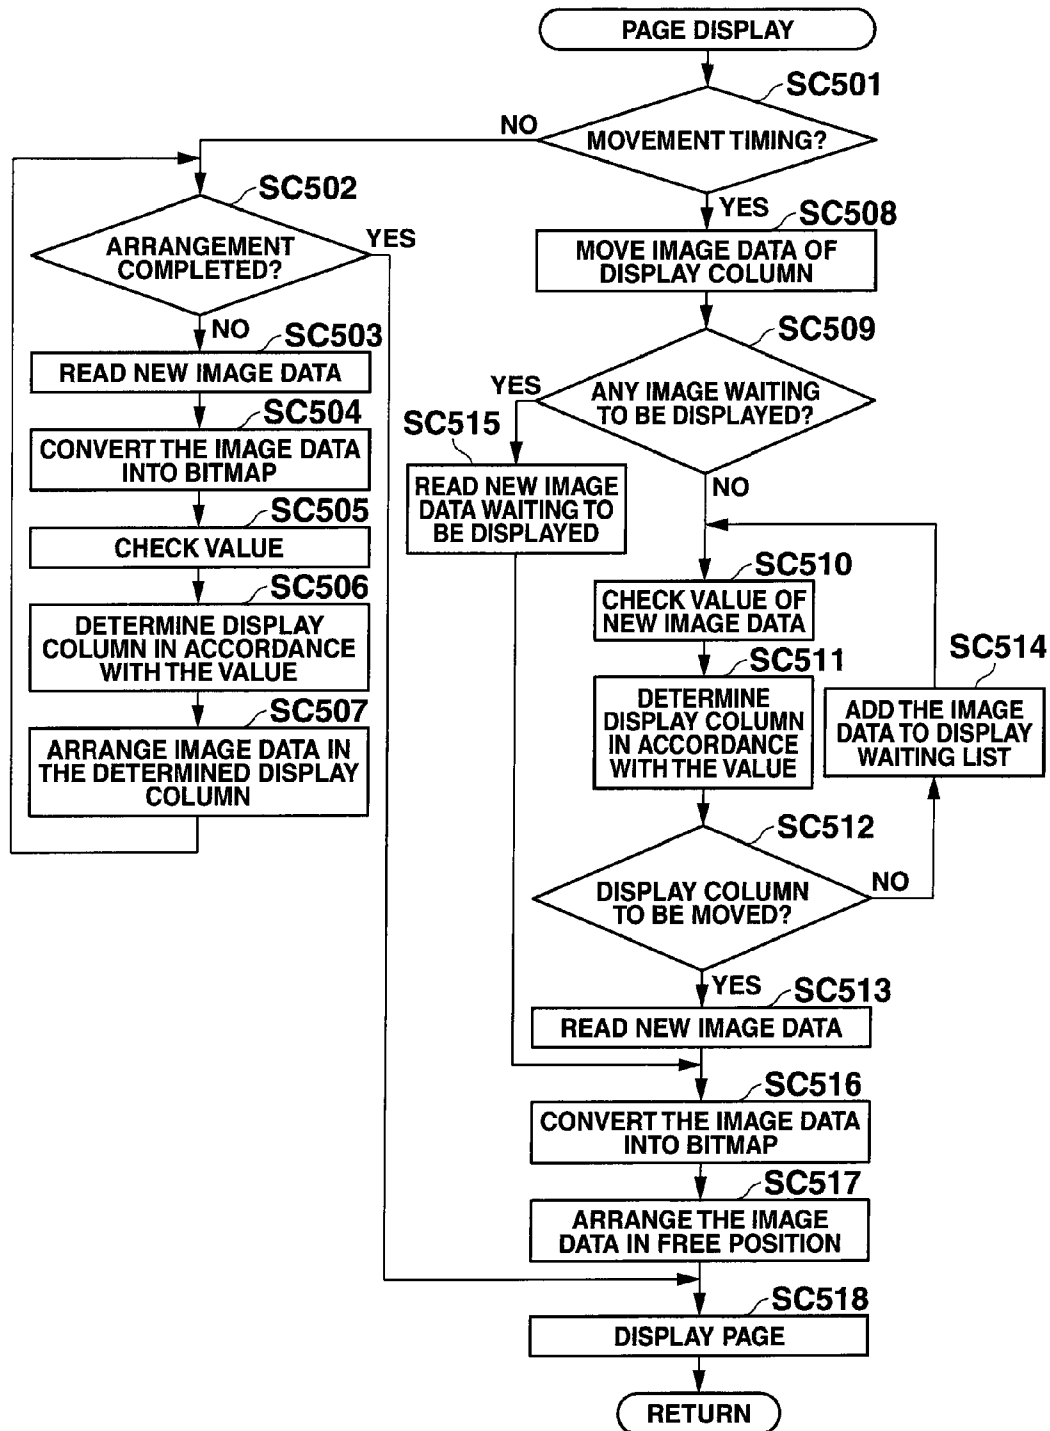 PAGE DISPLAY
SC501
MOVEMENT TIMING?
NO
YES
SC502
ARRANGEMENT
COMPLETED?
YES
NO
SC503
READ NEW IMAGE DATA
SC504
CONVERT THE IMAGE DATA
INTO BITMAP
SC505
CHECK VALUE
SC506
DETERMINE DISPLAY
COLUMN IN ACCORDANCE
WITH THE VALUE
SC507
ARRANGE IMAGE DATA IN
THE DETERMINED DISPLAY
COLUMN
SC508
MOVE IMAGE DATA OF
DISPLAY COLUMN
SC509
ANY IMAGE WAITING
TO BE DISPLAYED?
YES
NO
SC515
READ NEW IMAGE
DATA WAITING TO
BE DISPLAYED
SC510
CHECK VALUE OF
NEW IMAGE DATA
SC511
DETERMINE
DISPLAY COLUMN
IN ACCORDANCE
WITH THE VALUE
SC514
ADD THE IMAGE
DATA TO DISPLAY
WAITING LIST
SC512
DISPLAY COLUMN
TO BE MOVED?
NO
YES
SC513
READ NEW IMAGE DATA
SC516
CONVERT THE IMAGE DATA
INTO BITMAP
SC517
ARRANGE THE IMAGE
DATA IN FREE POSITION
SC518
DISPLAY PAGE
RETURN